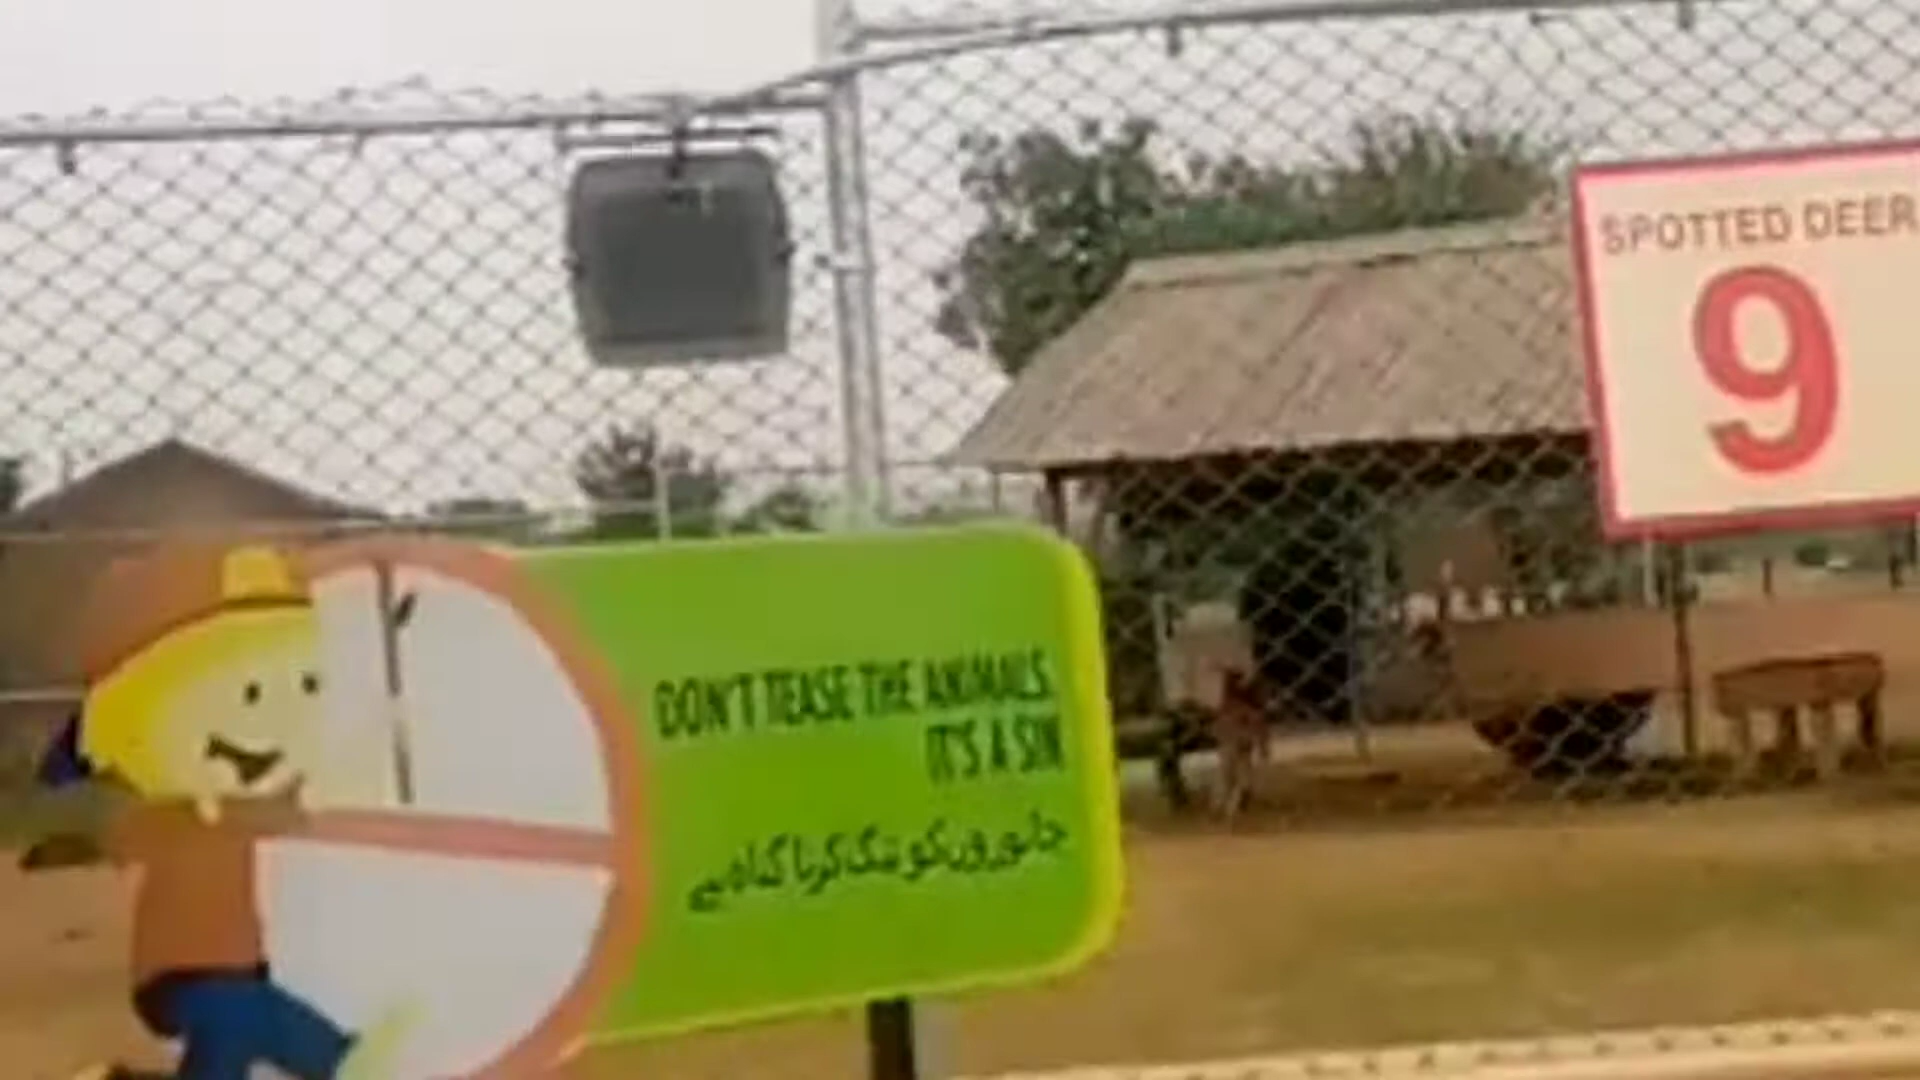 SPOTTED DEER
9
DON'T TEASE THE ANIMALS.
IT'S A SIN
جانوروں کو تنگ کرنا گناہ ہے